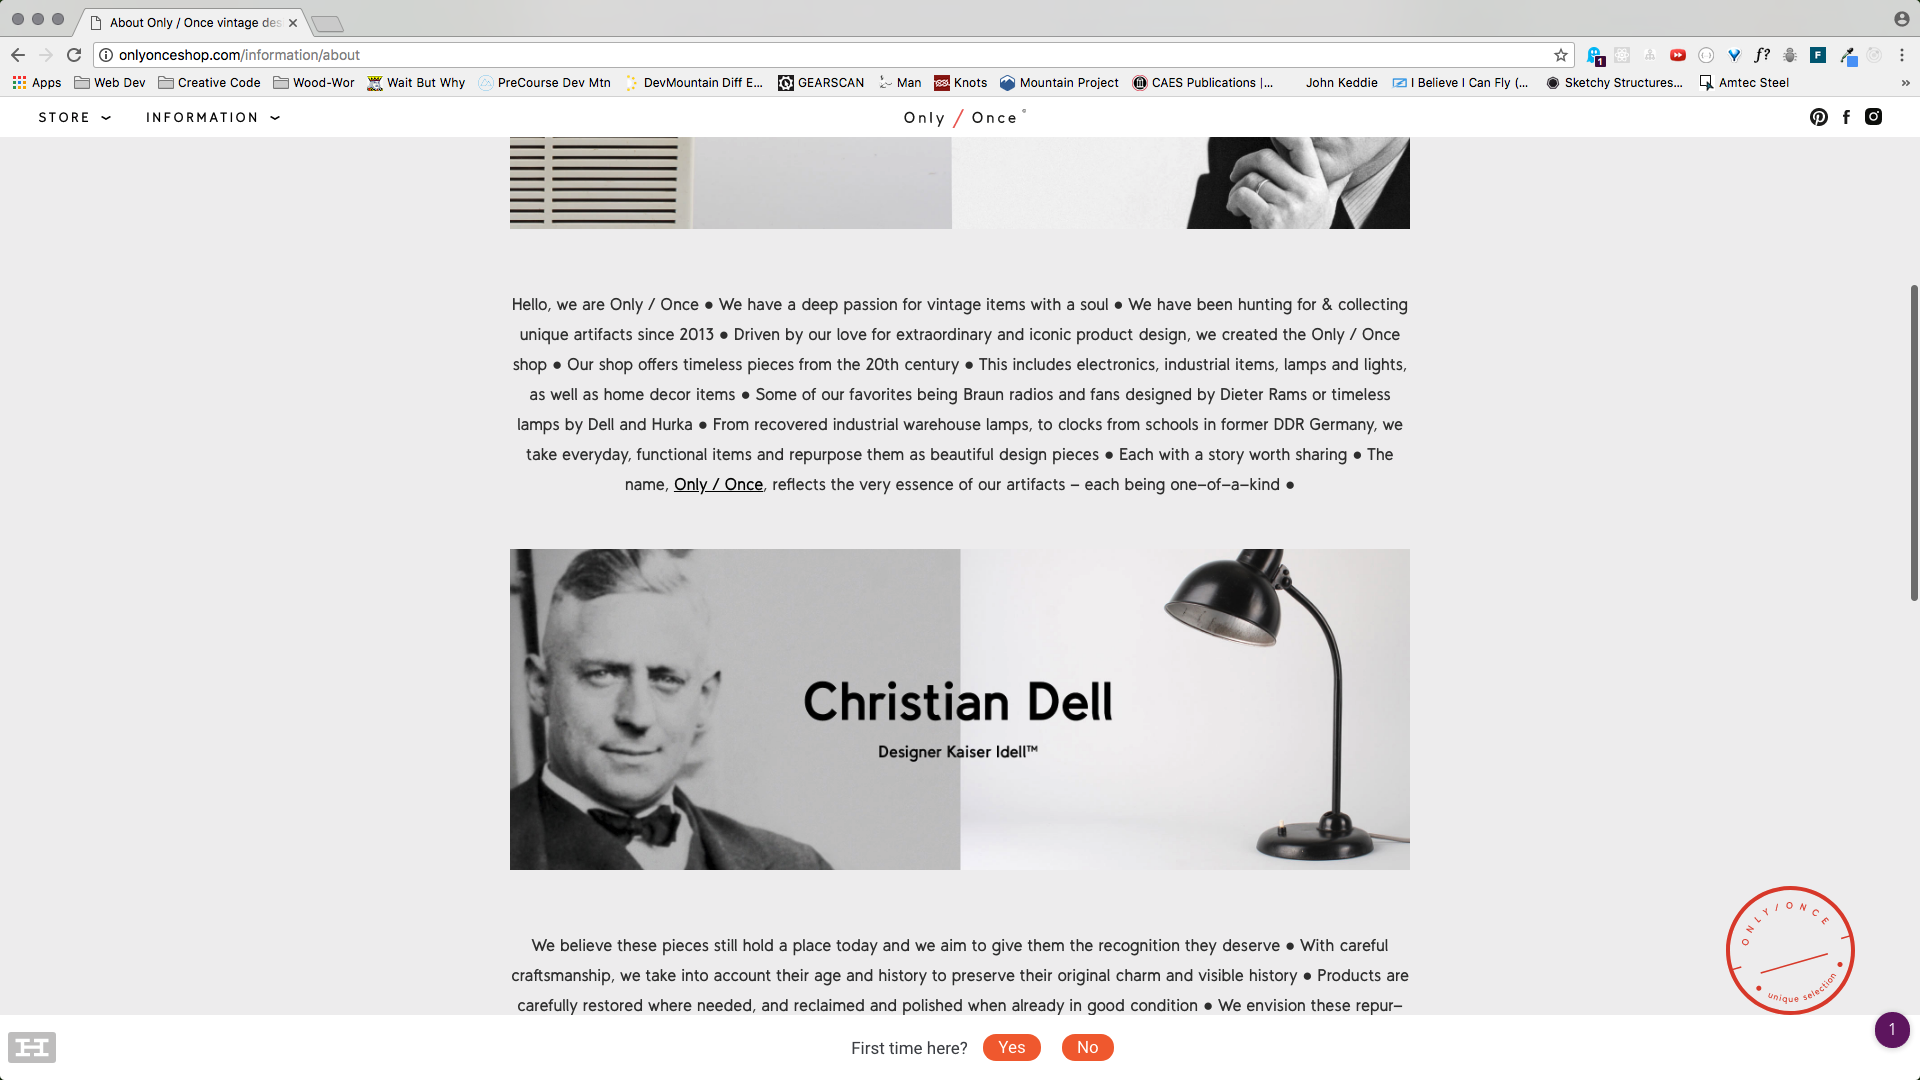 About Only / Once vintage des
onlyonceshop.com/information/about
1
f?
F
Apps
Web Dev
Creative Code
Wood-Wor
Wait But Why
PreCourse Dev Mtn
DevMountain Diff E...
GEARSCAN
Man
Knots
Mountain Project
CAES Publications |...
John Keddie
I Believe I Can Fly (...
Sketchy Structures...
Amtec Steel
»
STORE
INFORMATION
Only / Once
Hello, we are Only / Once ● We have a deep passion for vintage items with a soul ● We have been hunting for & collecting
unique artifacts since 2013 ● Driven by our love for extraordinary and iconic product design, we created the Only / Once
shop ● Our shop offers timeless pieces from the 20th century ● This includes electronics, industrial items, lamps and lights,
as well as home decor items ● Some of our favorites being Braun radios and fans designed by Dieter Rams or timeless
lamps by Dell and Hurka ● From recovered industrial warehouse lamps, to clocks from schools in former DDR Germany, we
take everyday, functional items and repurpose them as beautiful design pieces ● Each with a story worth sharing ● The
name, Only / Once, reflects the very essence of our artifacts – each being one–of–a–kind ●
Christian Dell
Designer Kaiser Idell™
We believe these pieces still hold a place today and we aim to give them the recognition they deserve ● With careful
craftsmanship, we take into account their age and history to preserve their original charm and visible history ● Products are
carefully restored where needed, and reclaimed and polished when already in good condition ● We envision these repur–
ONLY/ONCE
unique selection
First time here?
Yes
No
1